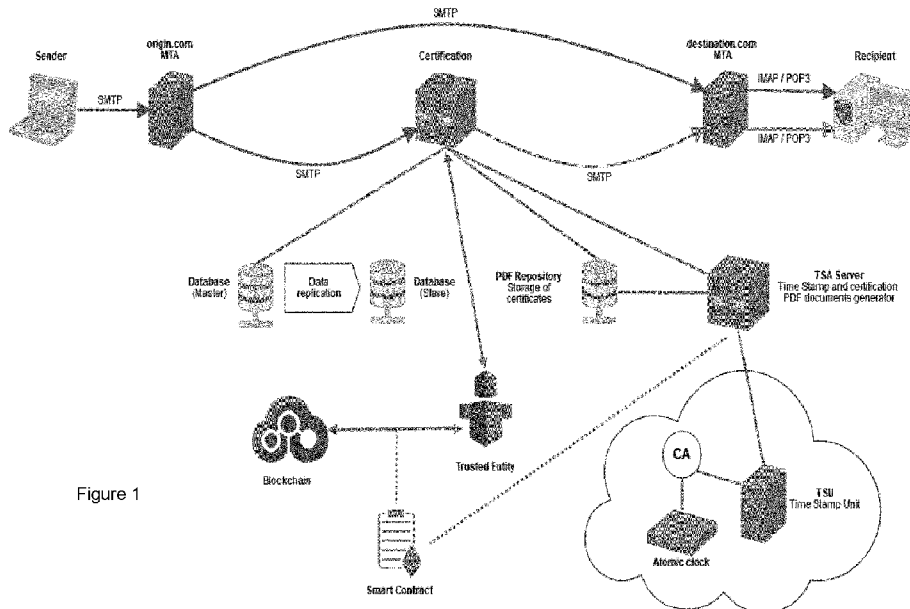 SMTP
Sender
origin.com
MTA
Certification
destination.com
MTA
Recipient
SMTP
IMAP / POP3
IMAP / POP3
SMTP
SMTP
Database
(Master)
Data
replication
Database
(Slave)
PDF Repository
Storage of
certificates
TSA Server
Time Stamp and certification
PDF documents generator
Blockchain
Trusted Entity
CA
TSU
Time Stamp Unit
Figure 1
Atomic clock
Smart Contract